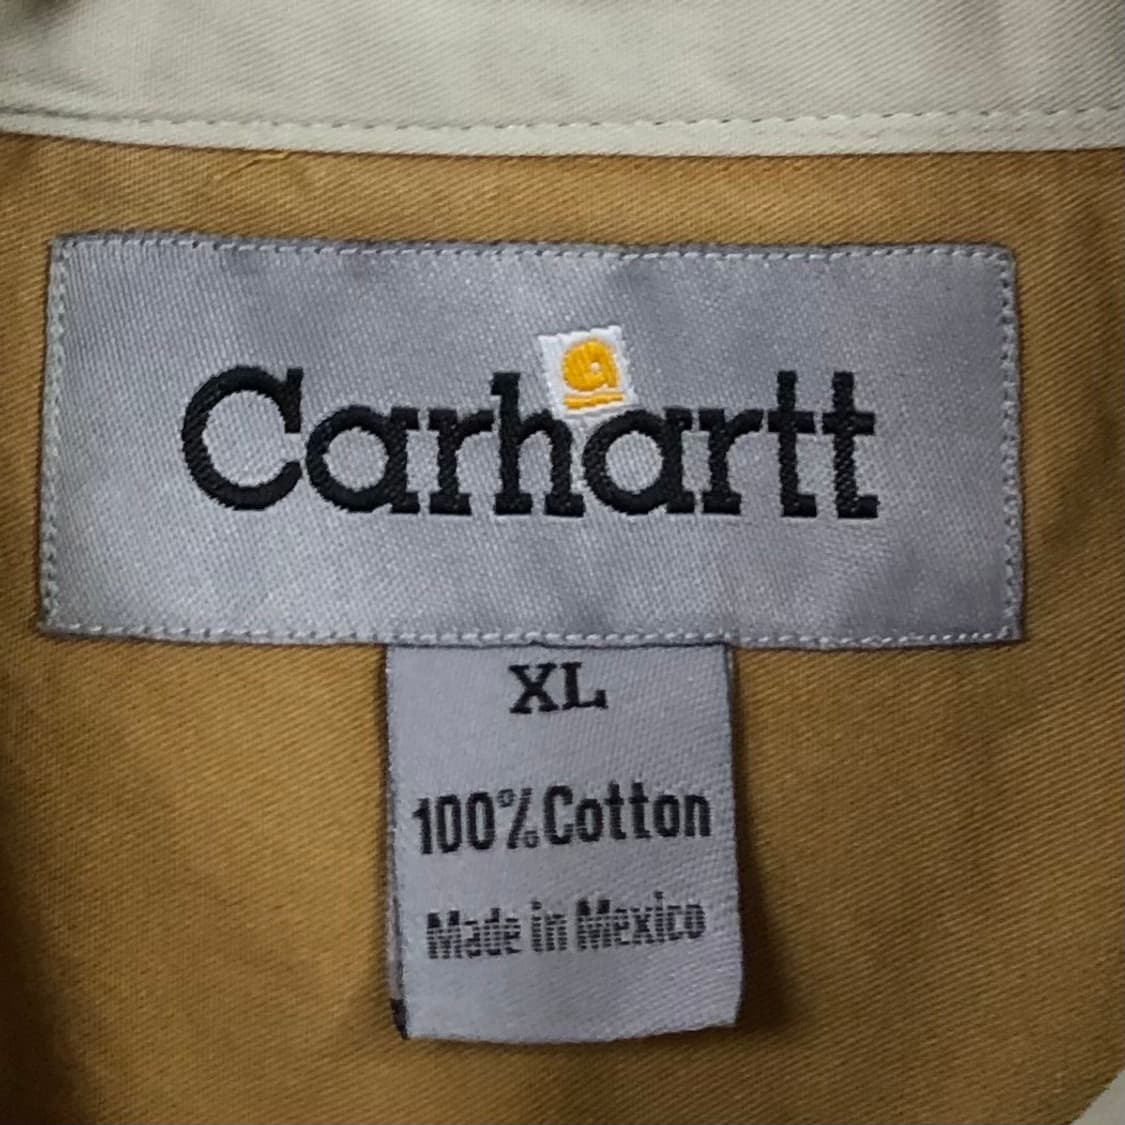 Carhartt
XL
100% Cotton
Made in Mexico